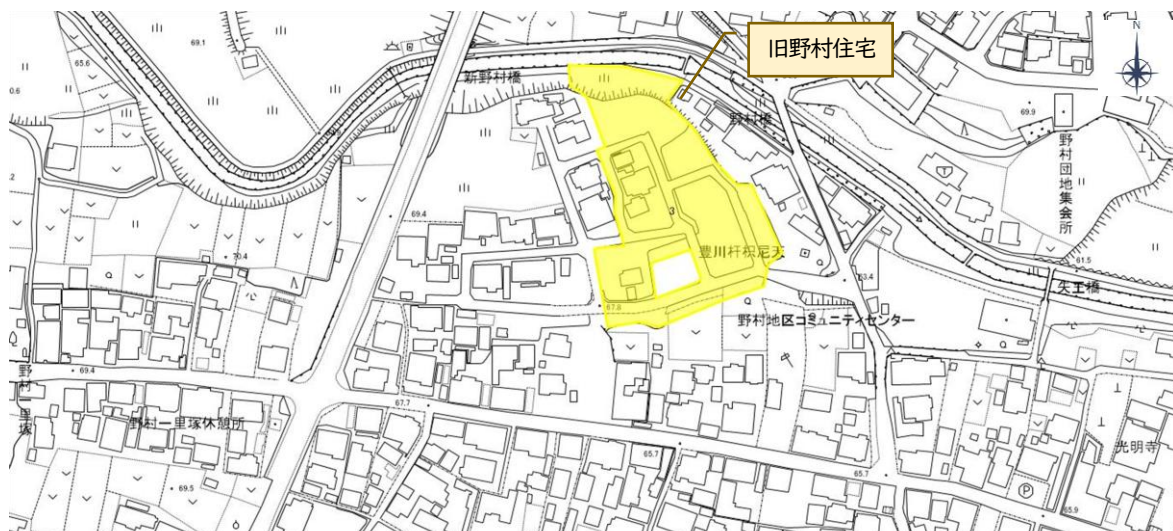 旧野村住宅
N
69.1
65.6
新野村橋
野村橋
69.9
野村団地集会所
69.4
70.4
3
豊川枳尼天
61.5
矢王橋
63.4
67.8
野村地区コミュニティセンター
野村一里塚
69.4
67.7
野村一里塚休憩所
65.7
65.7
光明寺
69.5
P
65.9